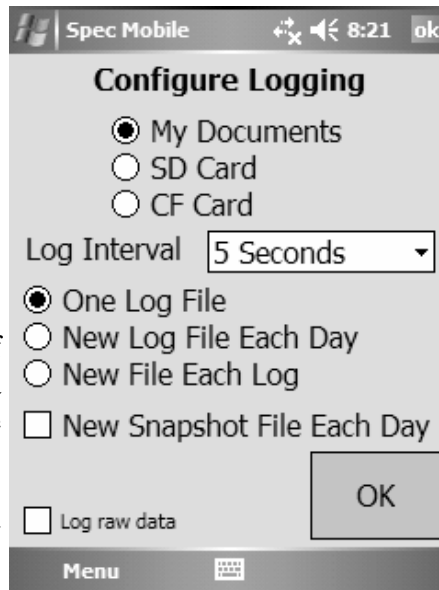 Spec Mobile 8:21 ok
Configure Logging
My Documents
SD Card
CF Card
Log Interval 5 Seconds
One Log File
New Log File Each Day
New File Each Log
New Snapshot File Each Day
OK
Log raw data
Menu